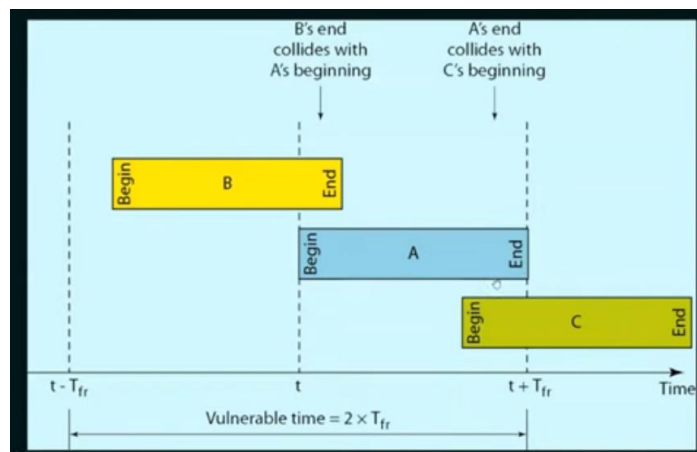 B's end
collides with
A's beginning
A's end
collides with
C's beginning
Begin
B
End
Begin
A
End
Begin
C
End
t - Tfr
t
t + Tfr
Time
Vulnerable time = 2 × Tfr